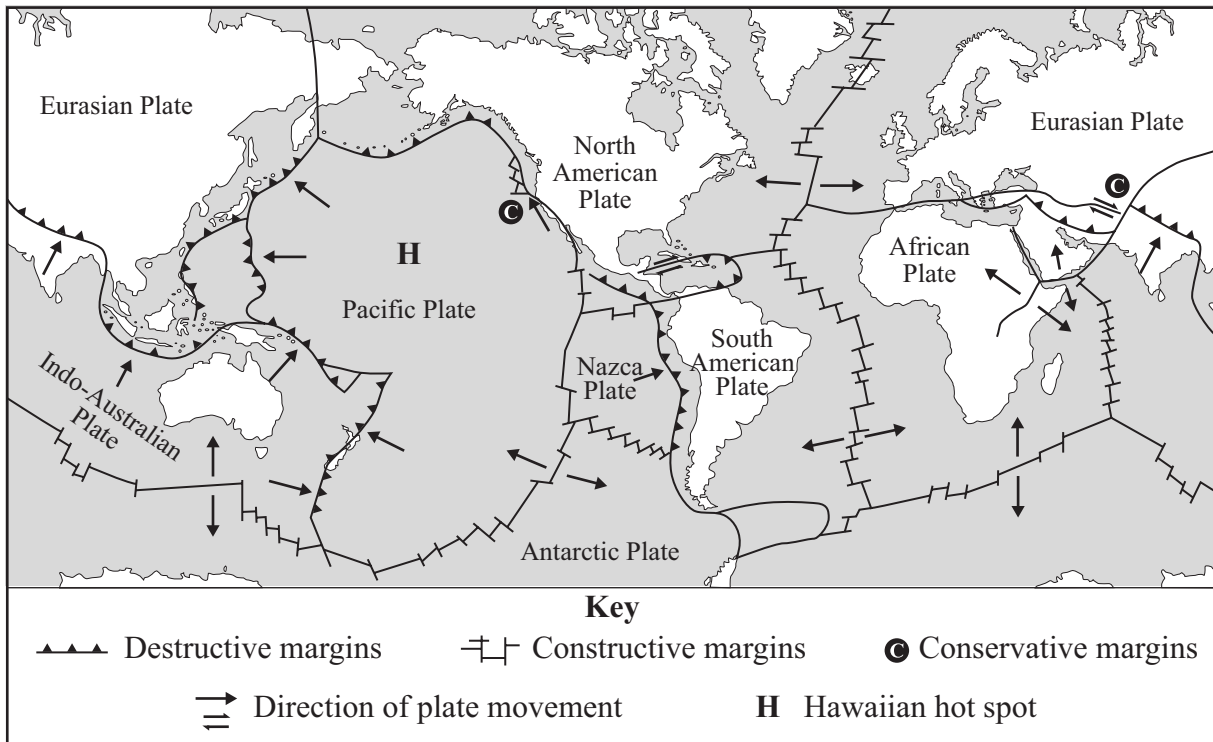 Eurasian Plate
North
American
Plate
Eurasian Plate
C
C
H
African
Plate
Pacific Plate
Nazca
Plate
South
American
Plate
Indo-Australian
Plate
Antarctic Plate
Key
Destructive margins
Constructive margins
C Conservative margins
Direction of plate movement
H Hawaiian hot spot